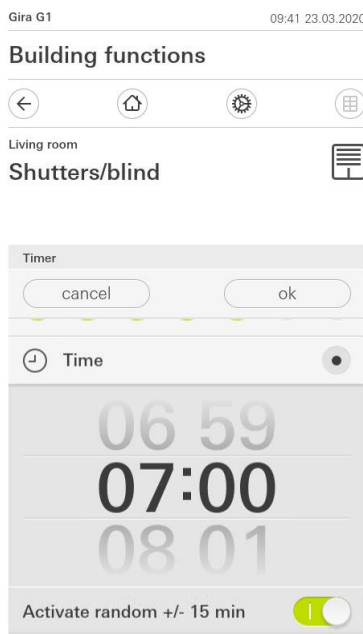 Gira G1 09:41 23.03.2020
Building functions
Living room
Shutters/blind
Timer
cancel ok
Time
06 59
07:00
08 01
Activate random +/- 15 min